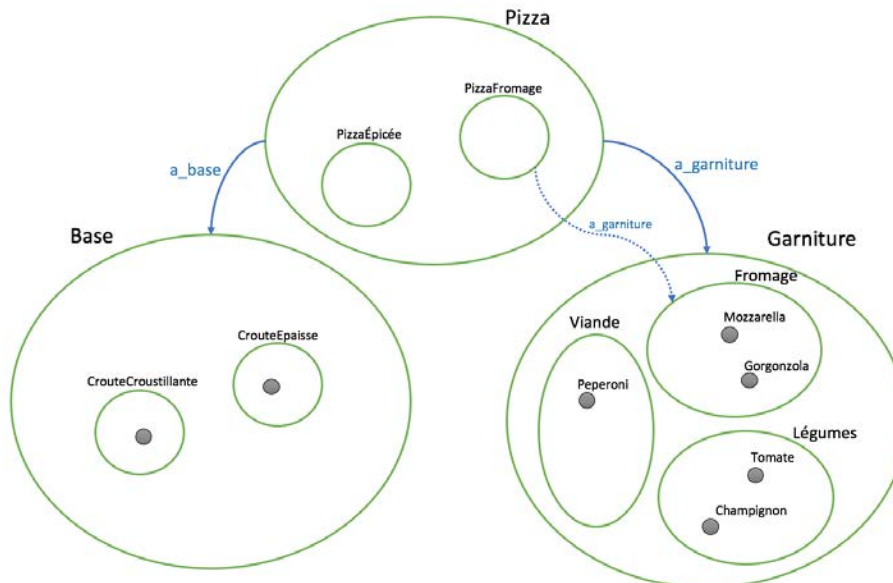 Pizza
PizzaFromage
PizzaÉpicée
a_base
a_garniture
a_garniture
Base
Garniture
Fromage
Mozzarella
Viande
CrouteEpaisse
Gorgonzola
CrouteCroustillante
Peperoni
Légumes
Tomate
Champignon